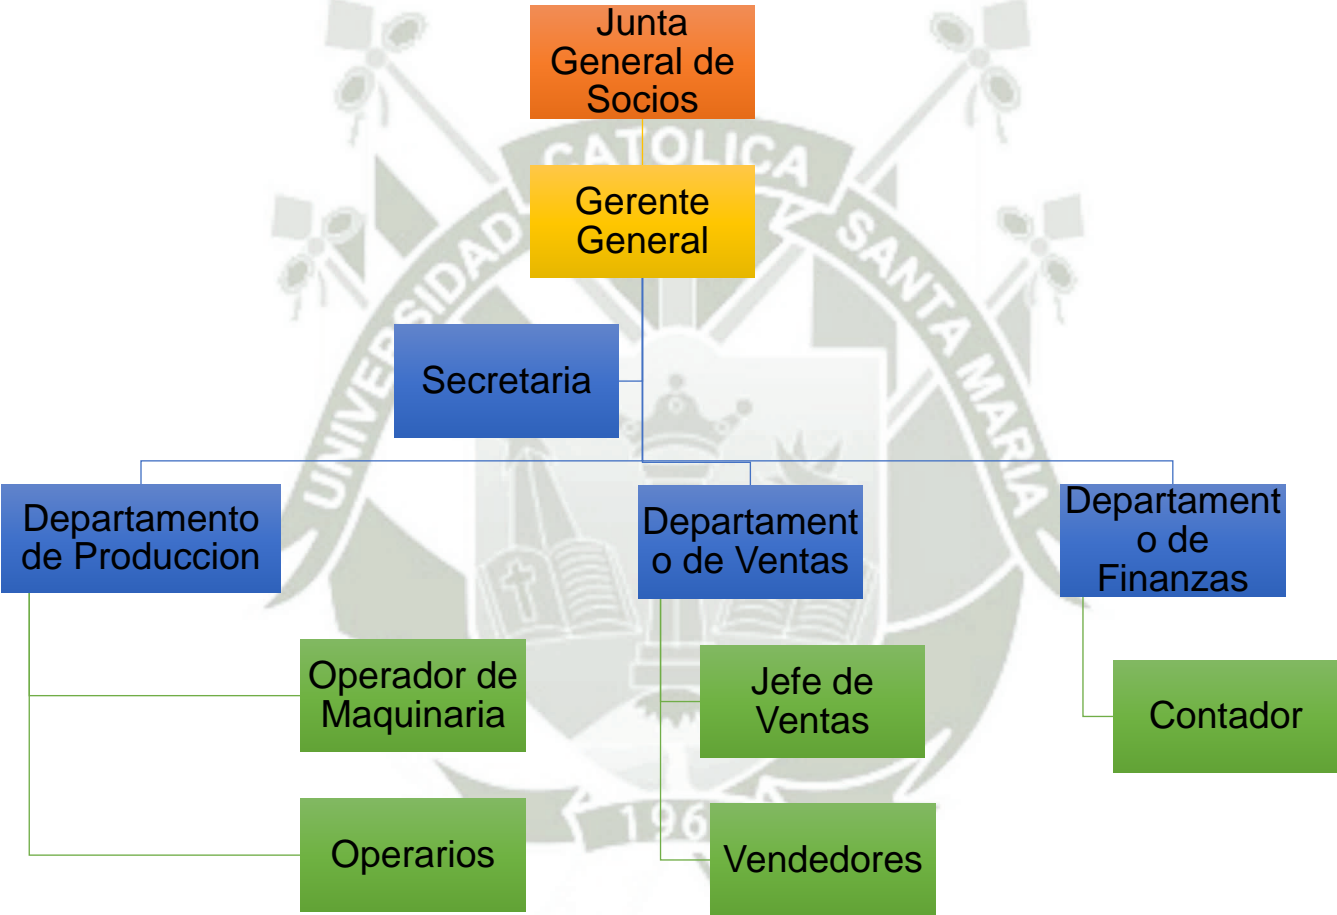 Junta
General de
Socios
CATOLICA
Gerente
General
UNIVERSIDAD
SANTA MARIA
Secretaria
Departamento
de Produccion
Departament
o de Ventas
Departament
o de
Finanzas
Operador de
Maquinaria
Jefe de
Ventas
Contador
Operarios
196
Vendedores